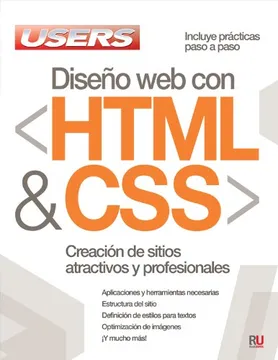 USERS
Incluye prácticas
paso a paso
Diseño web con
<HTML
&CSS>
Creación de sitios
atractivos y profesionales
Aplicaciones y herramientas necesarias
Estructura del sitio
Definición de estilos para textos
Optimización de imágenes
¡Y mucho más!
RU